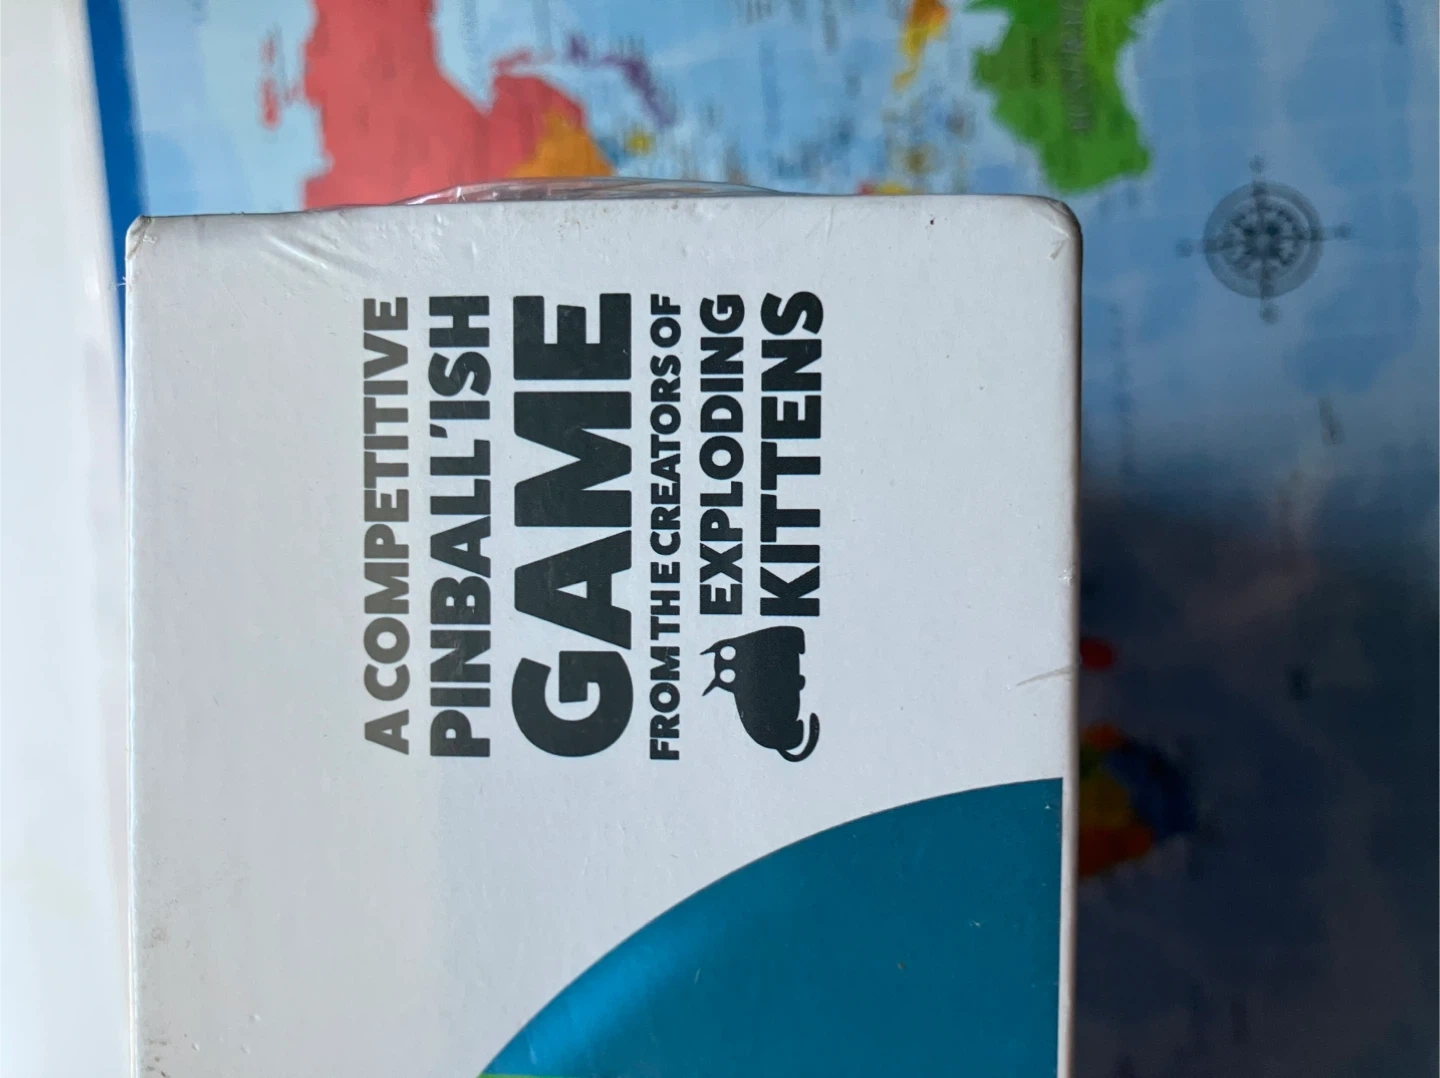 A COMPETITIVE
PINBALL'ISH
GAME
FROM THE CREATORS OF
EXPLODING
KITTENS